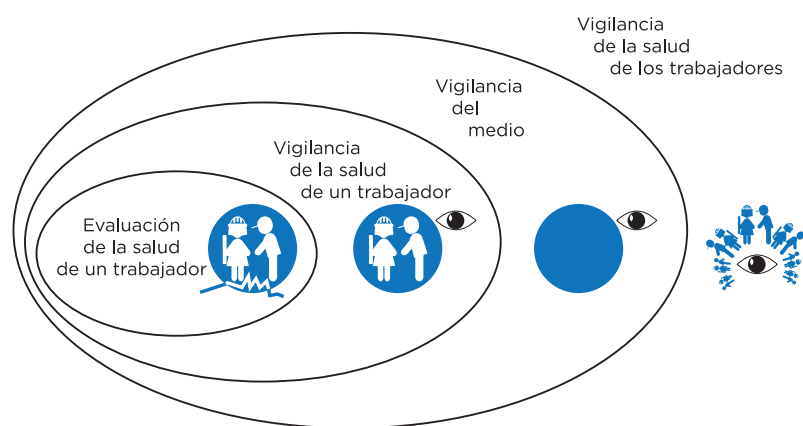 Vigilancia
de la salud
de los trabajadores
Vigilancia
del
medio
Vigilancia
de la salud
de un trabajador
Evaluación
de la salud
de un trabajador